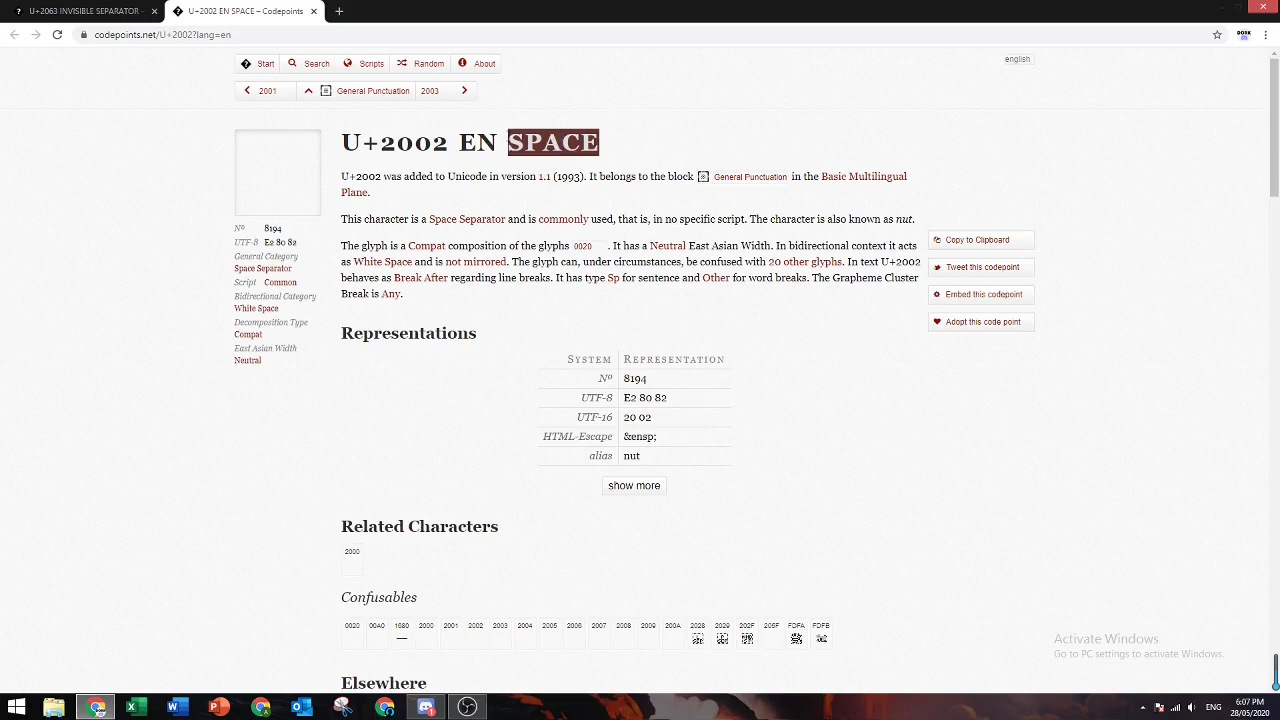 U+2063 INVISIBLE SEPARATOR –
U+2002 EN SPACE – Codepoints
codepoints.net/U+2002?lang=en
DORK
Start Search Scripts Random About
english
2001 General Punctuation 2003
U+2002 EN SPACE
U+2002 was added to Unicode in version 1.1 (1993). It belongs to the block General Punctuation in the Basic Multilingual
Plane.
This character is a Space Separator and is commonly used, that is, in no specific script. The character is also known as nut.
The glyph is a Compat composition of the glyphs 0020 . It has a Neutral East Asian Width. In bidirectional context it acts
as White Space and is not mirrored. The glyph can, under circumstances, be confused with 20 other glyphs. In text U+2002
behaves as Break After regarding line breaks. It has type Sp for sentence and Other for word breaks. The Grapheme Cluster
Break is Any.
Nº 8194
UTF-8 E2 80 82
General Category
Space Separator
Script Common
Bidirectional Category
White Space
Decomposition Type
Compat
East Asian Width
Neutral
Copy to Clipboard
Tweet this codepoint
Embed this codepoint
Adopt this code point
Representations
System Representation
Nº 8194
UTF-8 E2 80 82
UTF-16 20 02
HTML-Escape &ensp;
alias nut
show more
Related Characters
2000
Confusables
0020 00A0 1680 2000 2001 2002 2003 2004 2005 2006 2007 2008 2009 200A 2028 2029 202F 205F FDFA FDFB
Elsewhere
Activate Windows
Go to PC settings to activate Windows.
ENG
6:07 PM
28/05/2020